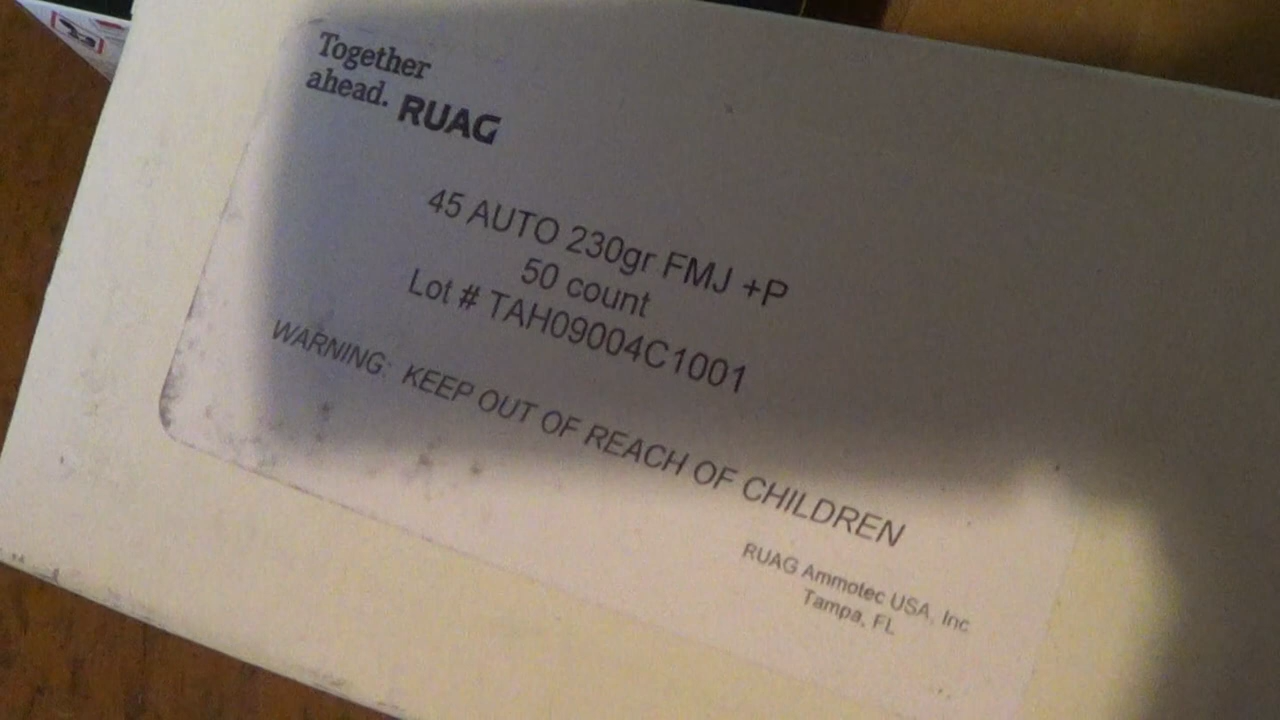 Together
ahead. RUAG
45 AUTO 230gr FMJ +P
50 count
Lot # TAH09004C1001
WARNING: KEEP OUT OF REACH OF CHILDREN
RUAG Ammotec USA, Inc
Tampa, FL